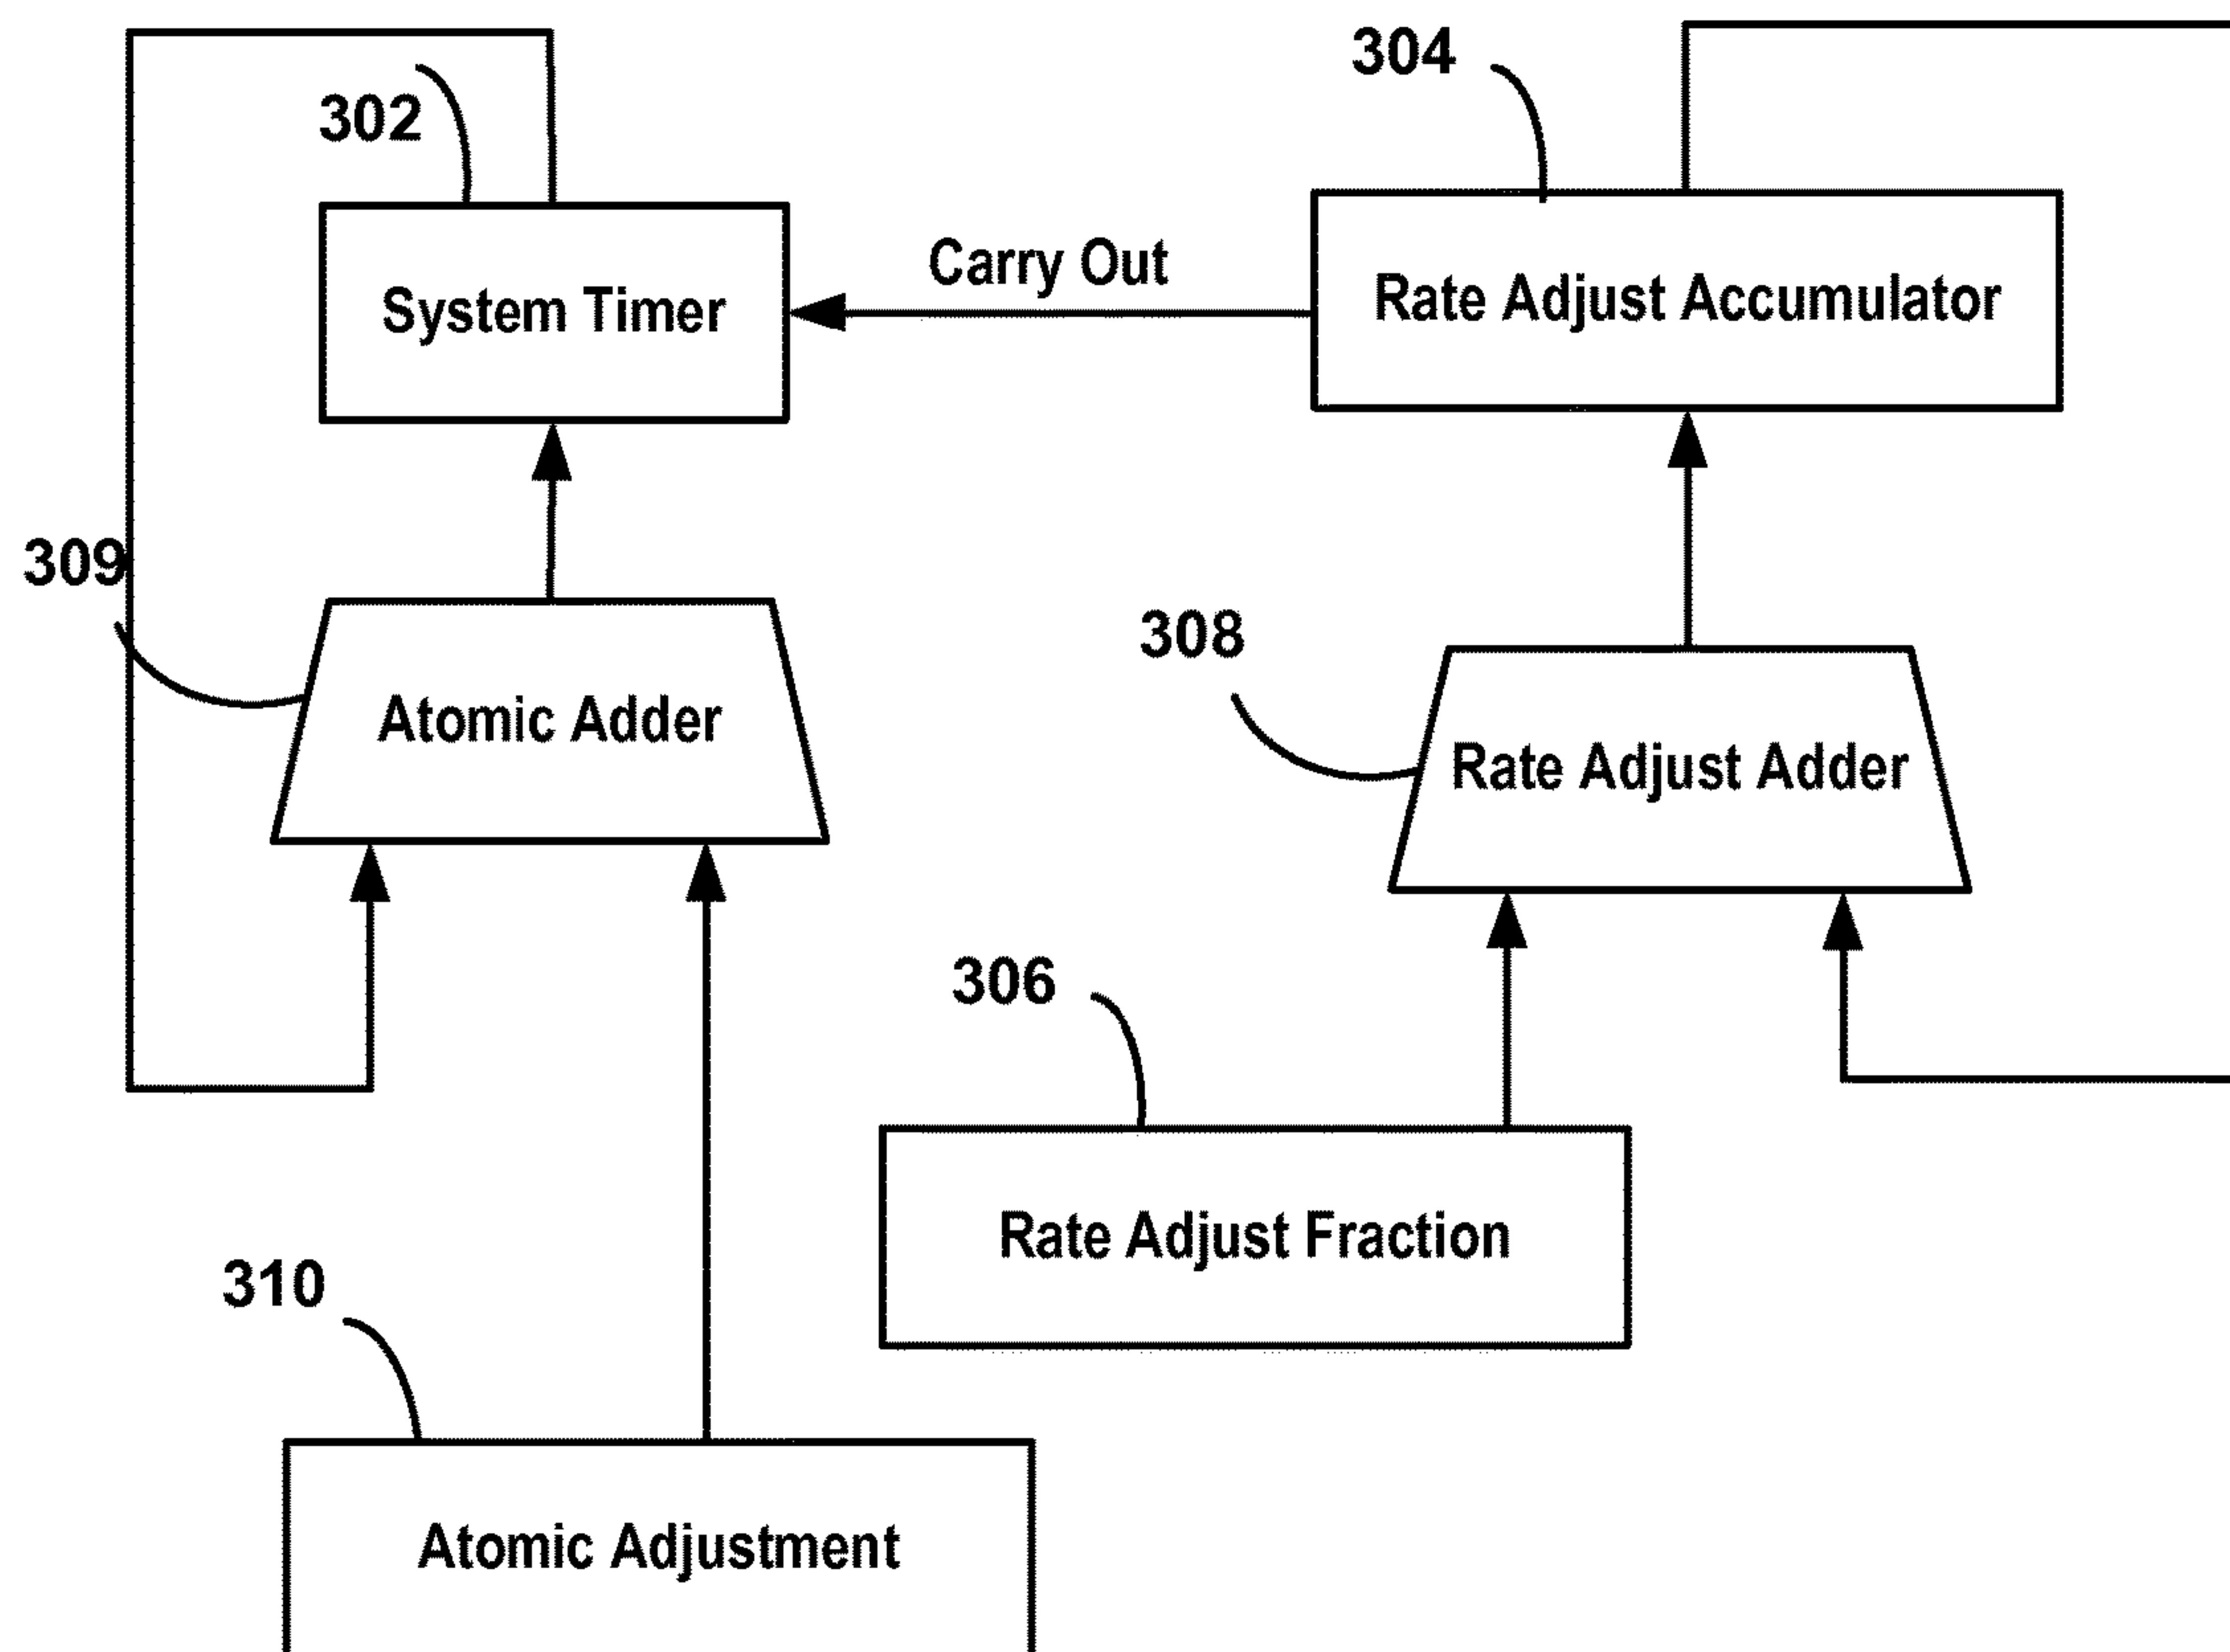 304
302
Carry Out
System Timer
Rate Adjust Accumulator
309
308
Atomic Adder
Rate Adjust Adder
306
Rate Adjust Fraction
310
Atomic Adjustment